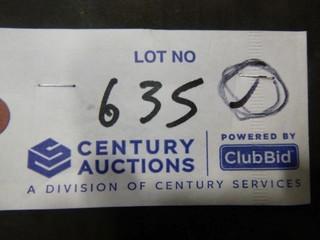 LOT NO
635 J
CENTURY AUCTIONS
POWERED BY
ClubBid
A DIVISION OF CENTURY SERVICES